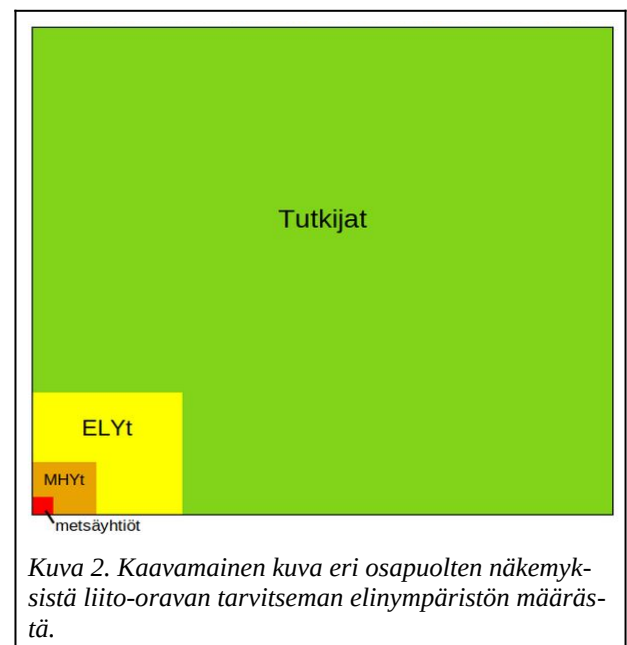 Tutkijat
ELYt
MHYt
metsäyhtiöt
Kuva 2. Kaavamainen kuva eri osapuolten näkemyk-
sistä liito-oravan tarvitseman elinympäristön määräs-
tä.